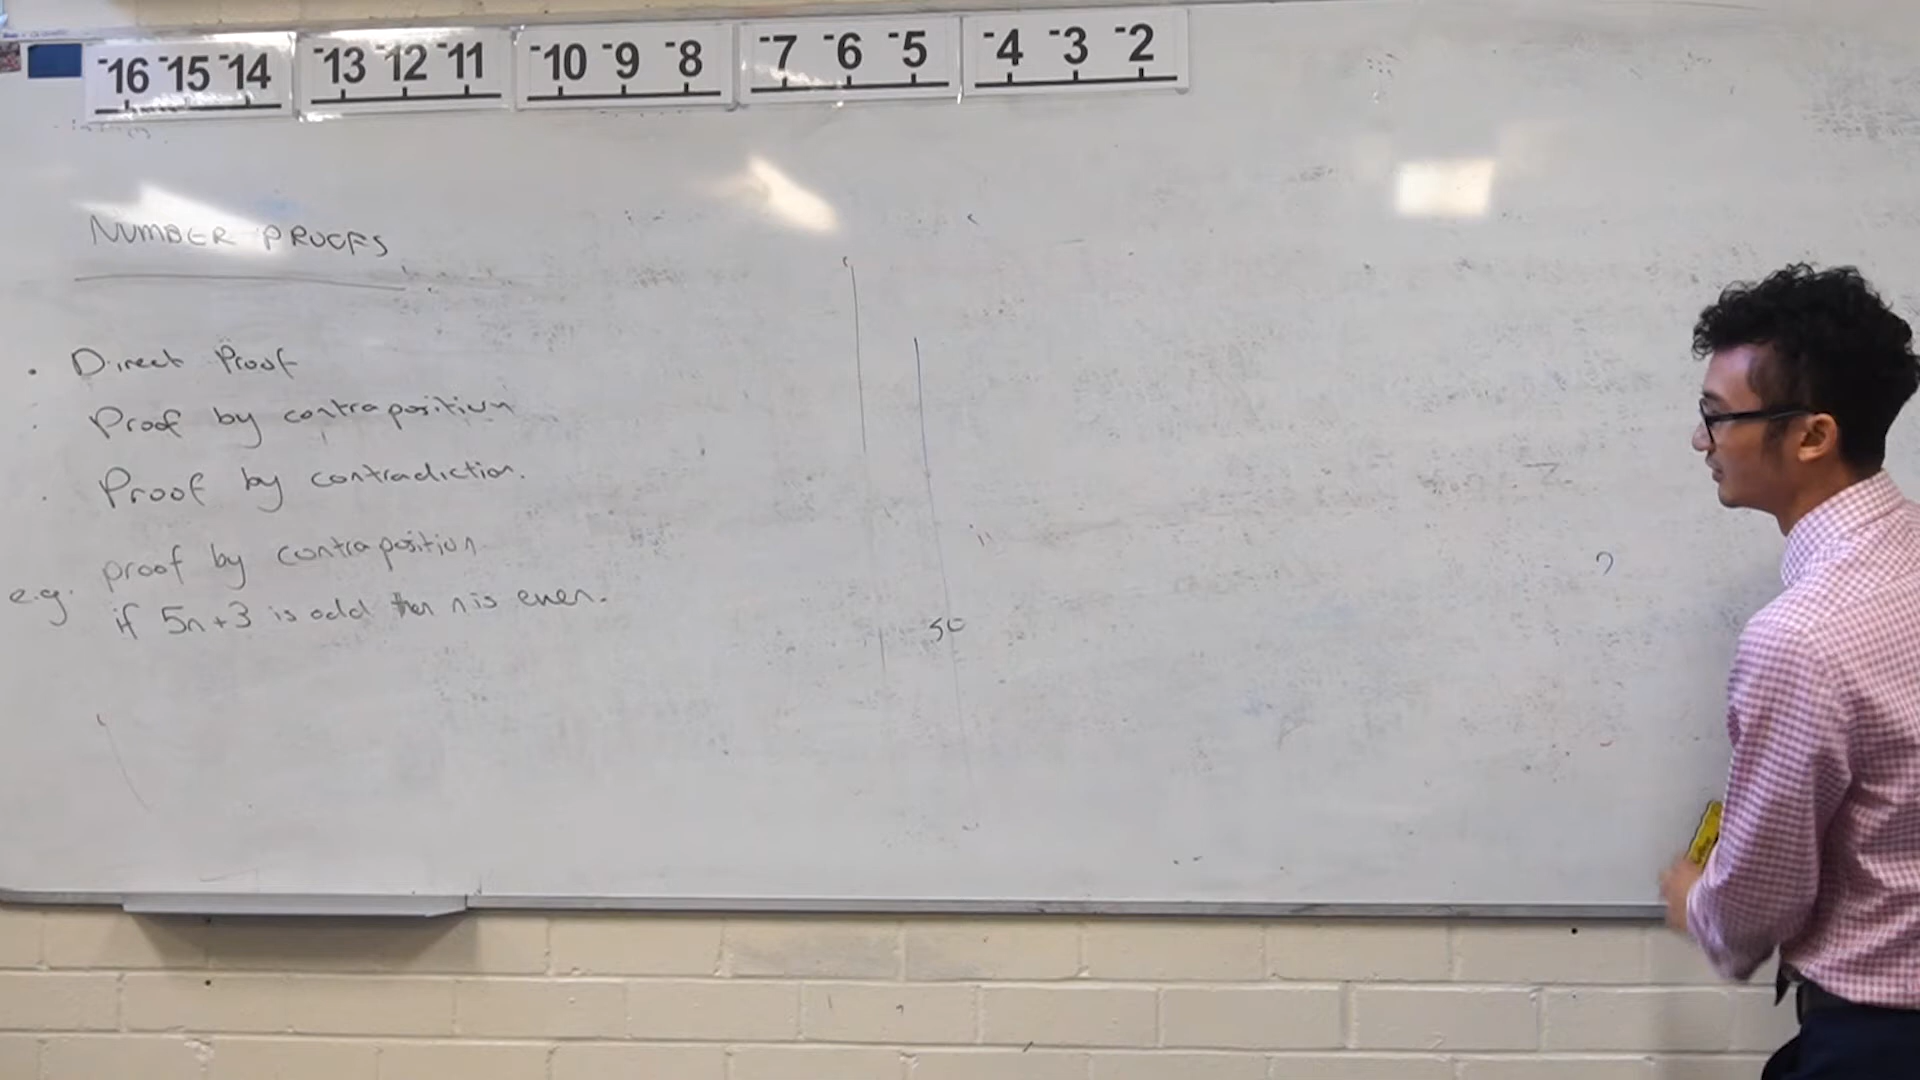 -16 -15 -14 -13 -12 -11 -10 -9 -8 -7 -6 -5 -4 -3 -2
NUMBER PROOFS
. Direct Proof
Proof by contraposition
. Proof by contradiction.
proof by contraposition
e.g. if 5n+3 is odd then n is even.